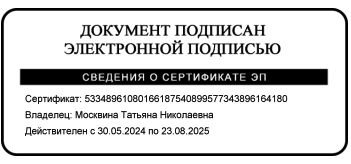 ДОКУМЕНТ ПОДПИСАН
ЭЛЕКТРОННОЙ ПОДПИСЬЮ
СВЕДЕНИЯ О СЕРТИФИКАТЕ ЭП
Сертификат: 533489610801661875408995773438961641​80
Владелец: Москвина Татьяна Николаевна
Действителен с 30.05.2024 по 23.08.2025